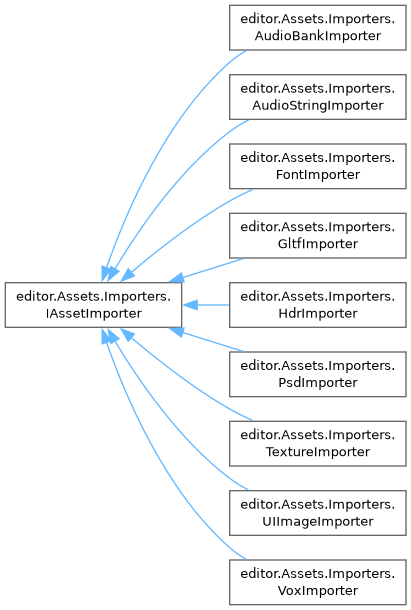 editor.Assets.Importers.
AudioBankImporter
editor.Assets.Importers.
AudioStringImporter
editor.Assets.Importers.
FontImporter
editor.Assets.Importers.
GltfImporter
editor.Assets.Importers.
IAssetImporter
editor.Assets.Importers.
HdrImporter
editor.Assets.Importers.
PsdImporter
editor.Assets.Importers.
TextureImporter
editor.Assets.Importers.
UIImageImporter
editor.Assets.Importers.
VoxImporter